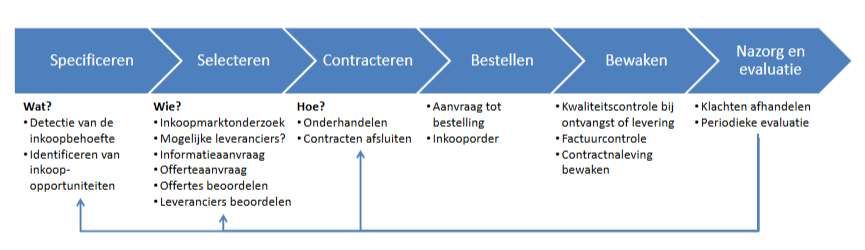 Specificeren
Selecteren
Contracteren
Bestellen
Bewaken
Nazorg en
evaluatie
Wat?
• Detectie van de
inkoopbehoefte
• Identificeren van
inkoop-
opportuniteiten
Wie?
• Inkoopmarktonderzoek
• Mogelijke leveranciers?
• Informatieaanvraag
• Offerteaanvraag
• Offertes beoordelen
• Leveranciers beoordelen
Hoe?
• Onderhandelen
• Contracten afsluiten
• Aanvraag tot
bestelling
• Inkooporder
• Kwaliteitscontrole bij
ontvangst of levering
• Factuurcontrole
• Contractnaleving
bewaken
• Klachten afhandelen
• Periodieke evaluatie